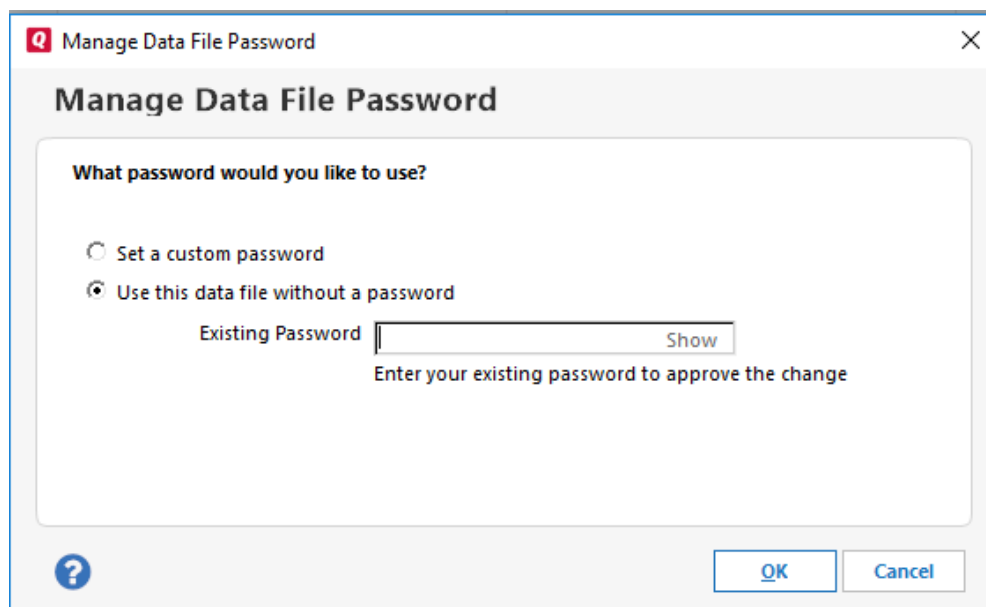 Q Manage Data File Password
Manage Data File Password
What password would you like to use?
Set a custom password
Use this data file without a password
Existing Password Show
Enter your existing password to approve the change
?
OK Cancel